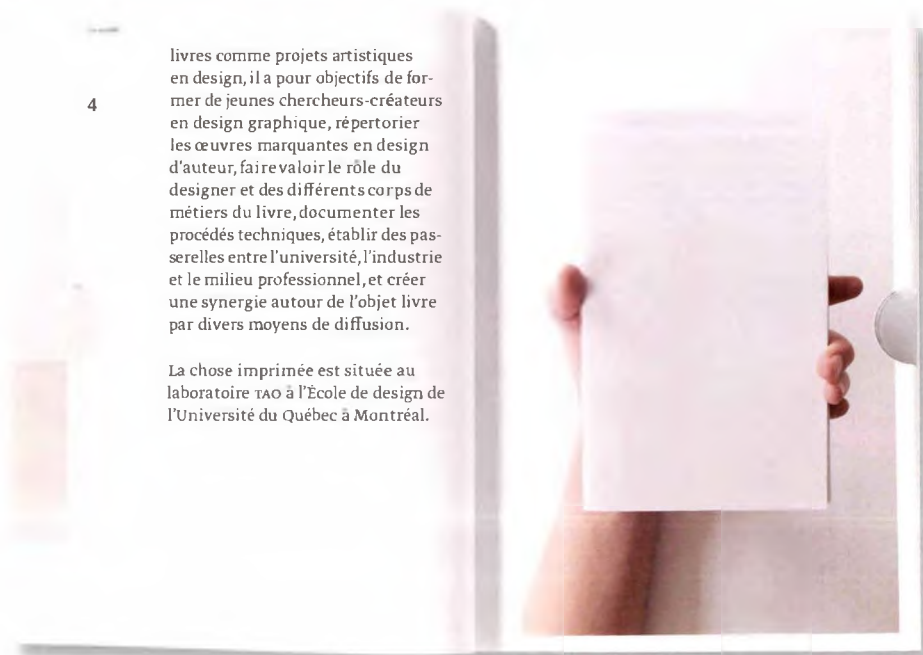 4
livres comme projets artistiques
en design, il a pour objectifs de for-
mer de jeunes chercheurs-créateurs
en design graphique, répertorier
les œuvres marquantes en design
d'auteur, faire valoir le rôle du
designer et des différents corps de
métiers du livre, documenter les
procédés techniques, établir des pas-
serelles entre l'université, l'industrie
et le milieu professionnel, et créer
une synergie autour de l'objet livre
par divers moyens de diffusion.
La chose imprimée est située au
laboratoire TAO à l'École de design de
l'Université du Québec à Montréal.